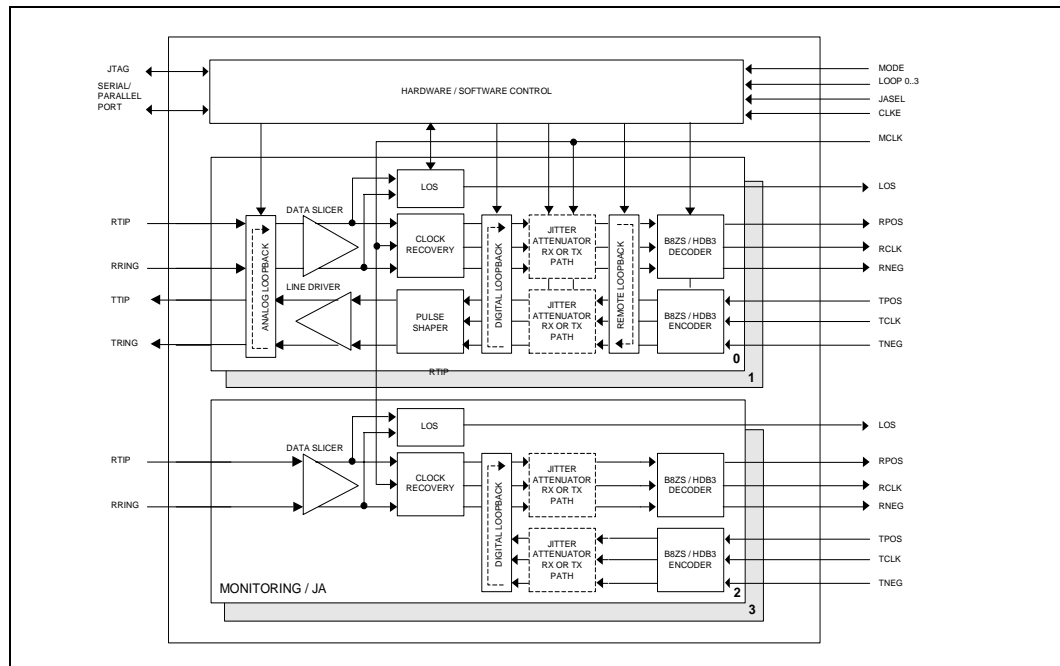 JTAG
SERIAL/
PARALLEL
PORT
HARDWARE / SOFTWARE CONTROL
MODE
LOOP 0..3
JASEL
CLKE
MCLK
LOS
LOS
RTIP
RRING
TTIP
TRING
ANALOG LOOPBACK
DATA SLICER
LINE DRIVER
CLOCK
RECOVERY
PULSE
SHAPER
DIGITAL LOOPBACK
JITTER
ATTENUATOR
RX OR TX
PATH
JITTER
ATTENUATOR
RX OR TX
PATH
REMOTE LOOPBACK
B8ZS / HDB3
DECODER
B8ZS / HDB3
ENCODER
RPOS
RCLK
RNEG
TPOS
TCLK
TNEG
0
1
RTIP
LOS
LOS
RTIP
RRING
DATA SLICER
CLOCK
RECOVERY
DIGITAL LOOPBACK
JITTER
ATTENUATOR
RX OR TX
PATH
JITTER
ATTENUATOR
RX OR TX
PATH
B8ZS / HDB3
DECODER
B8ZS / HDB3
ENCODER
RPOS
RCLK
RNEG
TPOS
TCLK
TNEG
MONITORING / JA
2
3